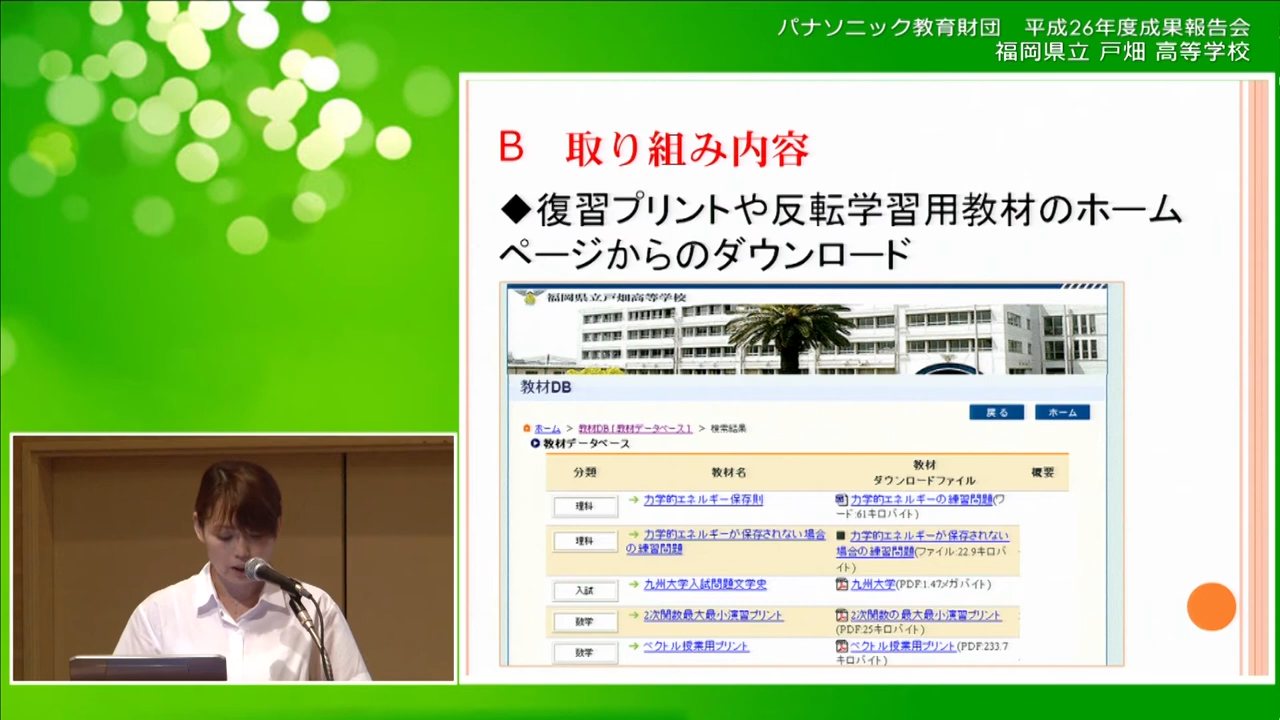 パナソニック教育財団　平成26年度成果報告会
福岡県立 戸畑 高等学校
B　取り組み内容
◆復習プリントや反転学習用教材のホーム
ページからのダウンロード
福岡県立戸畑高等学校
教材DB
戻る　ホーム
ホーム > 教材DB[教材データベース] > 検索結果
教材データベース
分類　教材名　教材　概要
ダウンロードファイル
理科　力学的エネルギー保存則　力学的エネルギーの練習問題(ワ
ード:61キロバイト)
理科　力学的エネルギーが保存されない場合　力学的エネルギーが保存されない
の練習問題　場合の練習問題(ファイル:22.9キロバ
イト)
入試　九州大学入試問題文学史　九州大学(PDF:1.47メガバイト)
数学　2次関数最大最小演習プリント　2次関数の最大最小演習プリント
(PDF:25キロバイト)
数学　ベクトル授業用プリント　ベクトル授業用プリント(PDF:233.7
キロバイト)